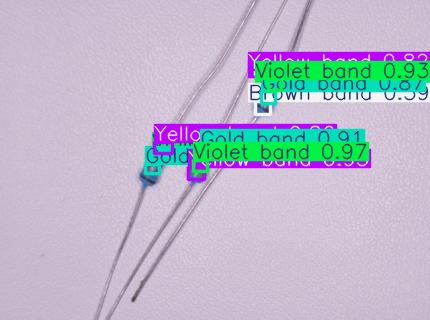 Yellow band 0.82
Violet band 0.93
Gold band 0.87
Brown band 0.59
Yello
Gold band 0.91
Gold
Violet band 0.97